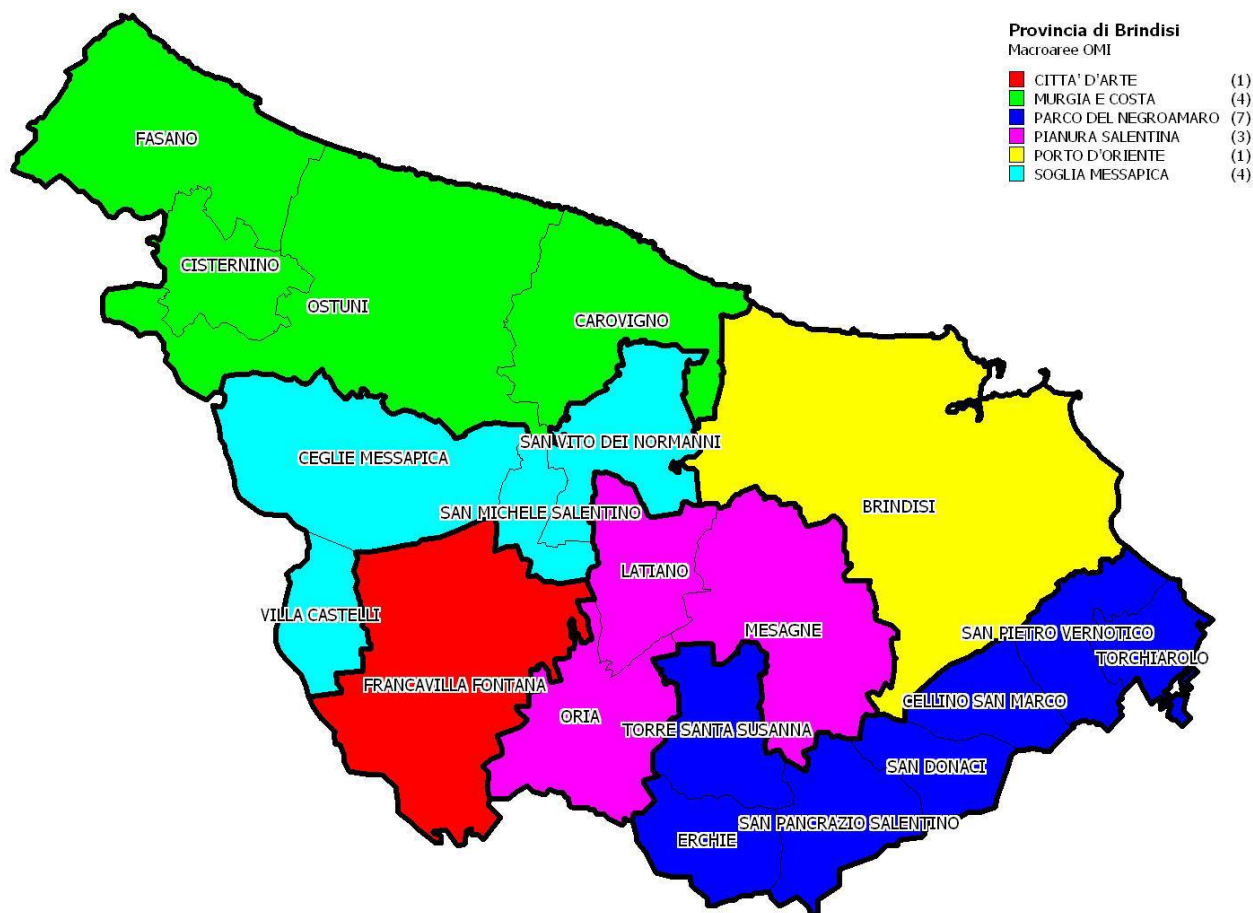 Provincia di Brindisi
Macroaree OMI
CITTA' D'ARTE (1)
MURGIA E COSTA (4)
PARCO DEL NEGROAMARO (7)
PIANURA SALENTINA (3)
PORTO D'ORIENTE (1)
SOGLIA MESSAPICA (4)
FASANO
CISTERNINO
OSTUNI
CAROVIGNO
SAN VITO DEI NORMANNI
CEGLIE MESSAPICA
BRINDISI
SAN MICHELE SALENTINO
LATIANO
VILLA CASTELLI
MESAGNE
SAN PIETRO VERNOTICO
TORCHIAROLO
FRANCAVILLA FONTANA
CELLINO SAN MARCO
ORIA
TORRE SANTA SUSANNA
SAN DONACI
SAN PANCRAZIO SALENTINO
ERCHIE